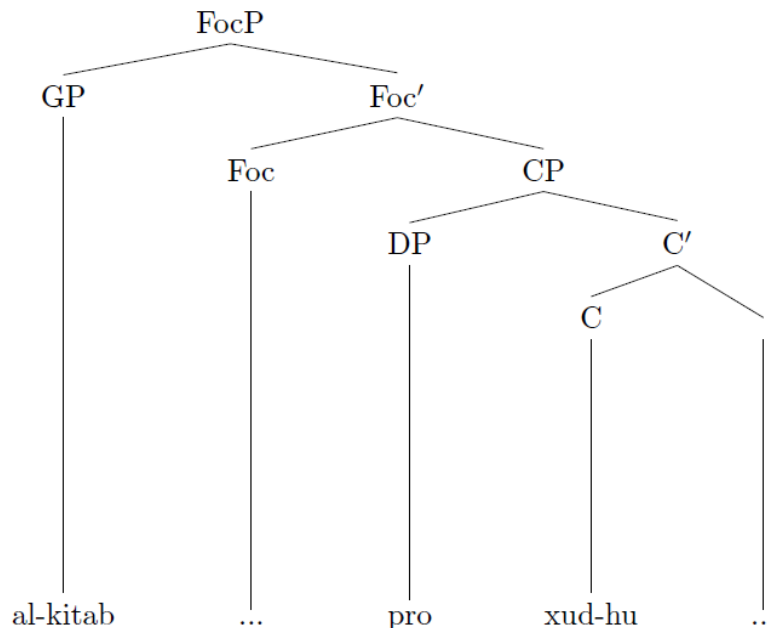 FocP
GP Foc′
Foc CP
DP C′
C
al-kitab ... pro xud-hu ..